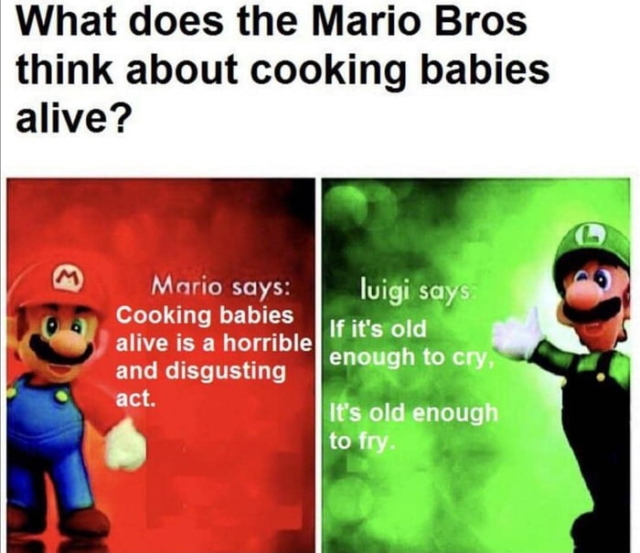 What does the Mario Bros
think about cooking babies
alive?
M
Mario says:
Cooking babies
alive is a horrible
and disgusting
act.
L
luigi says:
If it's old
enough to cry,
It's old enough
to fry.